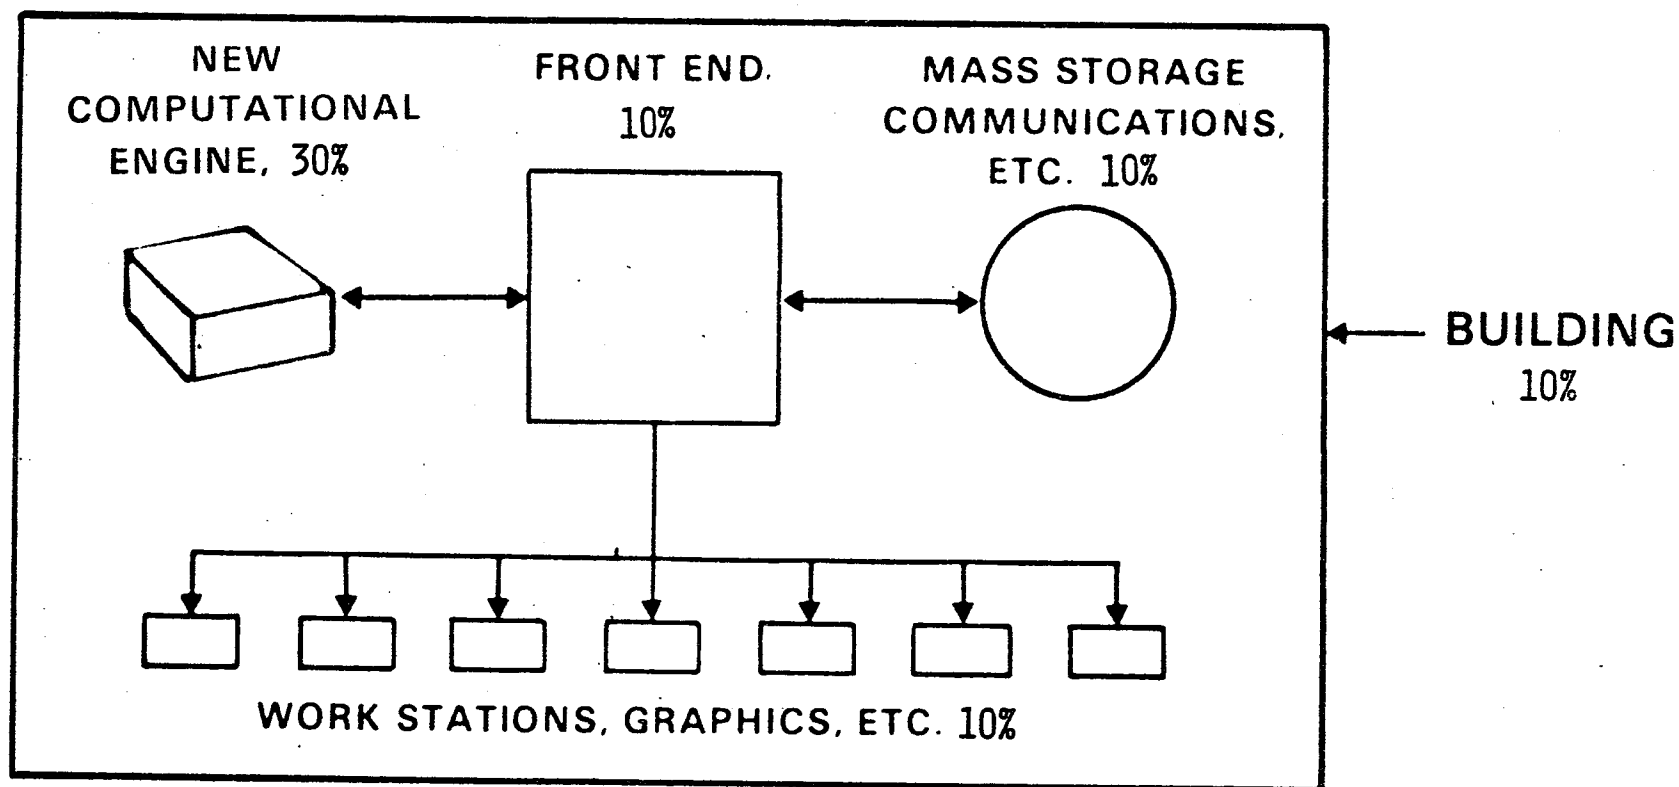 NEW
COMPUTATIONAL
ENGINE, 30%
FRONT END.
10%
MASS STORAGE
COMMUNICATIONS,
ETC. 10%
BUILDING
10%
WORK STATIONS, GRAPHICS, ETC. 10%